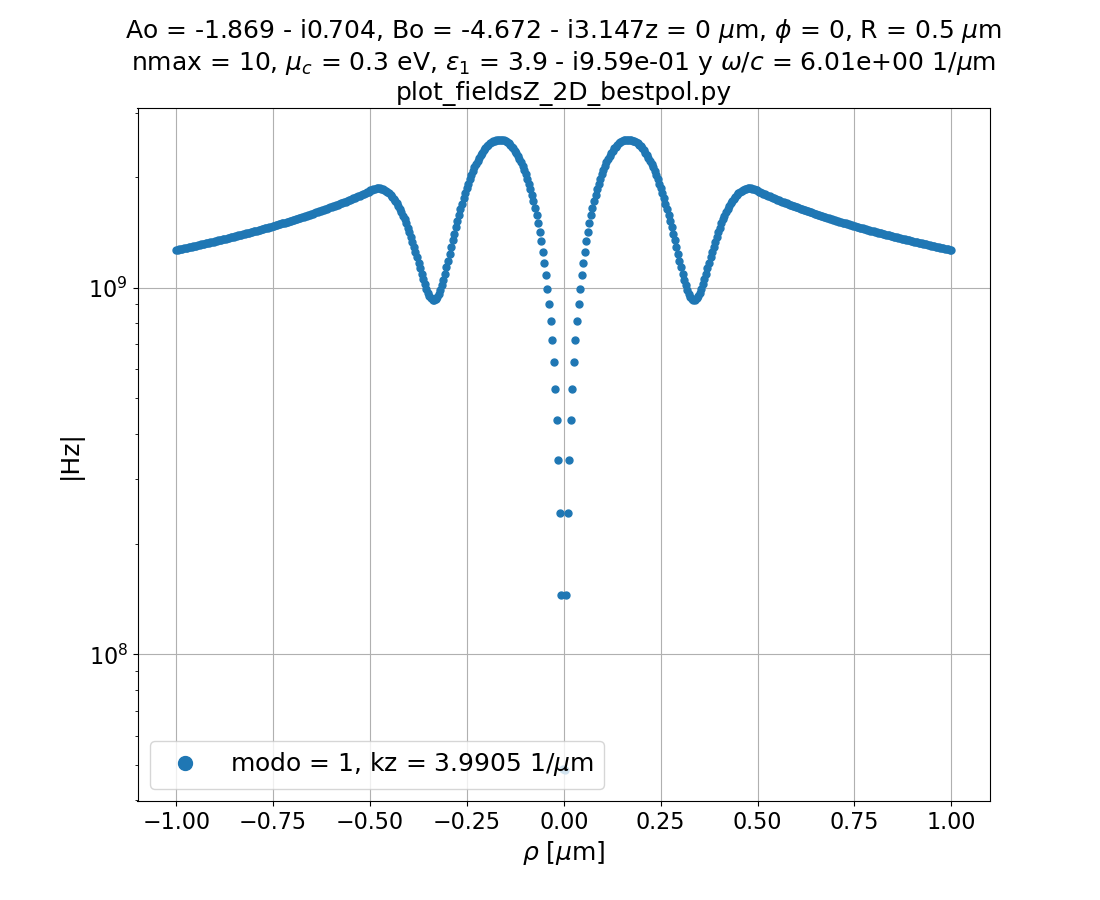 Ao = -1.869 - i0.704, Bo = -4.672 - i3.147z = 0 μm, ϕ = 0, R = 0.5 μm
nmax = 10, μ_c = 0.3 eV, ε₁ = 3.9 - i9.59e-01 y ω/c = 6.01e+00 1/μm
plot_fieldsZ_2D_bestpol.py
|Hz|
10⁹
10⁸
modo = 1, kz = 3.9905 1/μm
−1.00 −0.75 −0.50 −0.25 0.00 0.25 0.50 0.75 1.00
ρ [μm]